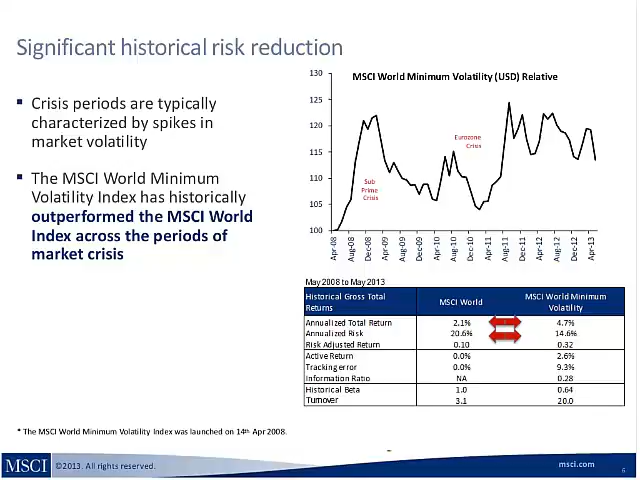 Significant historical risk reduction
▪ Crisis periods are typically
characterized by spikes in
market volatility
▪ The MSCI World Minimum
Volatility Index has historically
outperformed the MSCI World
Index across the periods of
market crisis
MSCI World Minimum Volatility (USD) Relative
130
125
120
115
110
105
100
Eurozone
Crisis
Sub
Prime
Crisis
Apr-08
Aug-08
Dec-08
Apr-09
Aug-09
Dec-09
Apr-10
Aug-10
Dec-10
Apr-11
Aug-11
Dec-11
Apr-12
Aug-12
Dec-12
Apr-13
May 2008 to May 2013
Historical Gross Total
Returns
MSCI World
MSCI World Minimum
Volatility
Annualized Total Return 2.1% 4.7%
Annualized Risk 20.6% 14.6%
Risk Adjusted Return 0.10 0.32
Active Return 0.0% 2.6%
Tracking error 0.0% 9.3%
Information Ratio NA 0.28
Historical Beta 1.0 0.64
Turnover 3.1 20.0
* The MSCI World Minimum Volatility Index was launched on 14th Apr 2008.
MSCI
©2013. All rights reserved.
msci.com
6